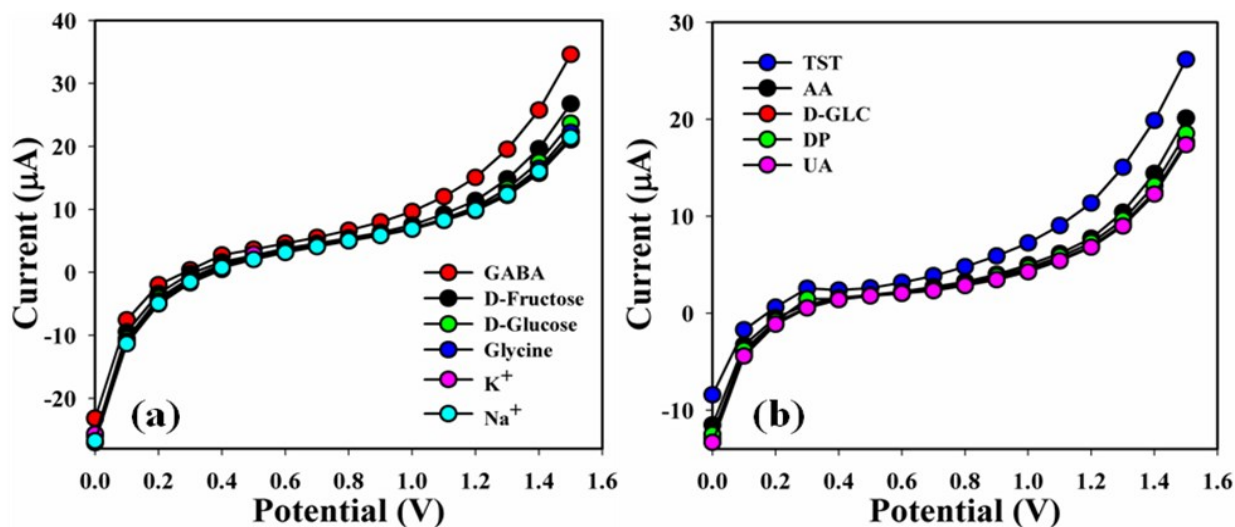 40
30
20
10
0
-10
-20
Current (µA)
GABA
D-Fructose
D-Glucose
Glycine
K⁺
Na⁺
(a)
0.0 0.2 0.4 0.6 0.8 1.0 1.2 1.4 1.6
Potential (V)
30
20
10
0
-10
Current (µA)
TST
AA
D-GLC
DP
UA
(b)
0.0 0.2 0.4 0.6 0.8 1.0 1.2 1.4 1.6
Potential (V)